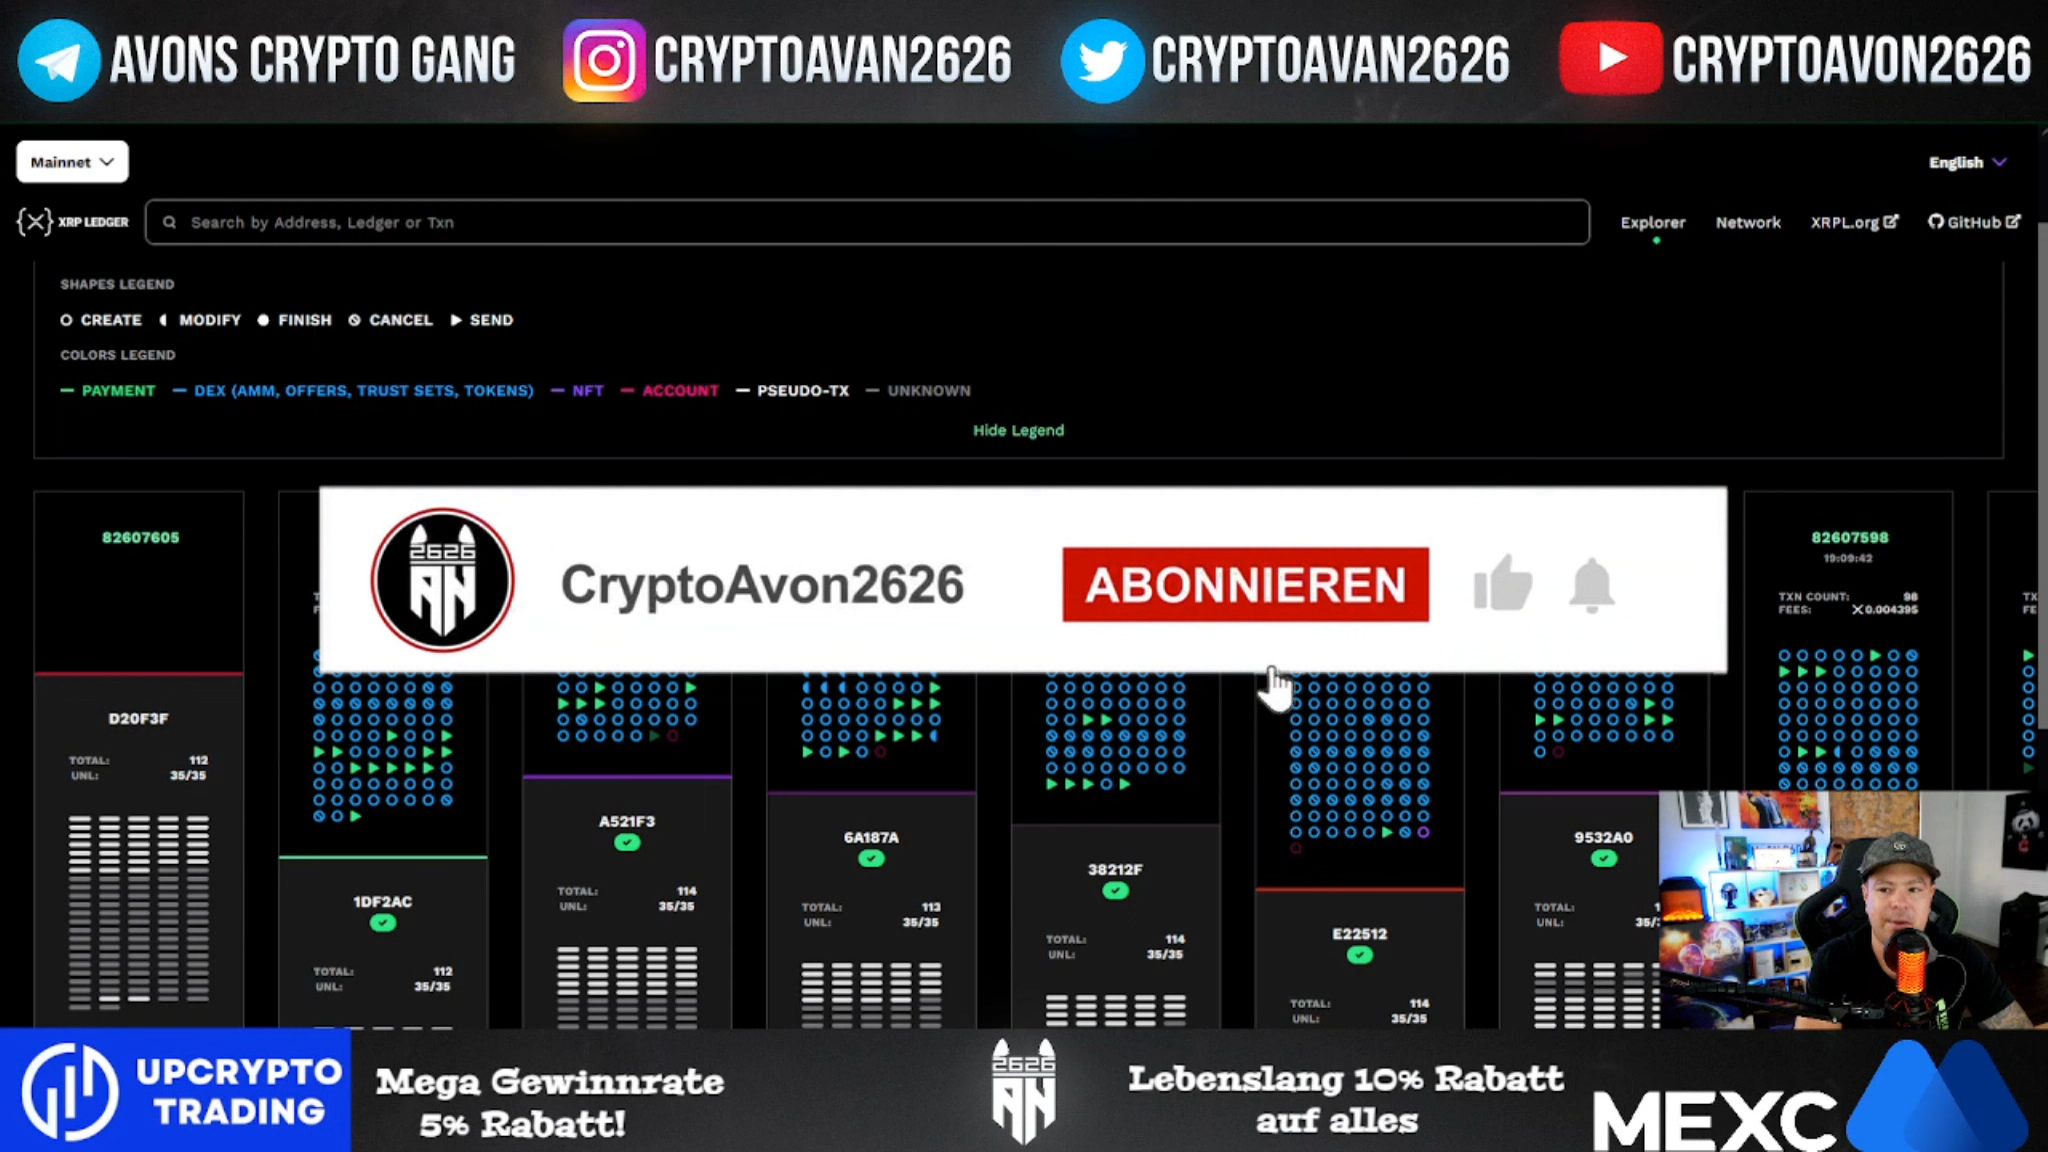 AVONS CRYPTO GANG
CRYPTOAVAN2626
CRYPTOAVAN2626
CRYPTOAVON2626
Mainnet
English
XRP LEDGER
Search by Address, Ledger or Txn
Explorer
Network
XRPL.org
GitHub
SHAPES LEGEND
CREATE MODIFY FINISH CANCEL SEND
COLORS LEGEND
PAYMENT DEX (AMM, OFFERS, TRUST SETS, TOKENS) NFT ACCOUNT PSEUDO-TX UNKNOWN
Hide Legend
82607605
82607598
19:09:42
TXN COUNT: 98
FEES: 0.004395
2626
AN
CryptoAvon2626
ABONNIEREN
D20F3F
TOTAL: 112
UNL: 35/35
1DF2AC
TOTAL: 112
UNL: 35/35
A521F3
TOTAL: 114
UNL: 35/35
6A187A
TOTAL: 113
UNL: 35/35
38212F
TOTAL: 114
UNL: 35/35
E22512
TOTAL: 114
UNL: 35/35
9532A0
TOTAL:
UNL:
UPCRYPTO
TRADING
Mega Gewinnrate
5% Rabatt!
2626
AN
Lebenslang 10% Rabatt
auf alles
MEXC